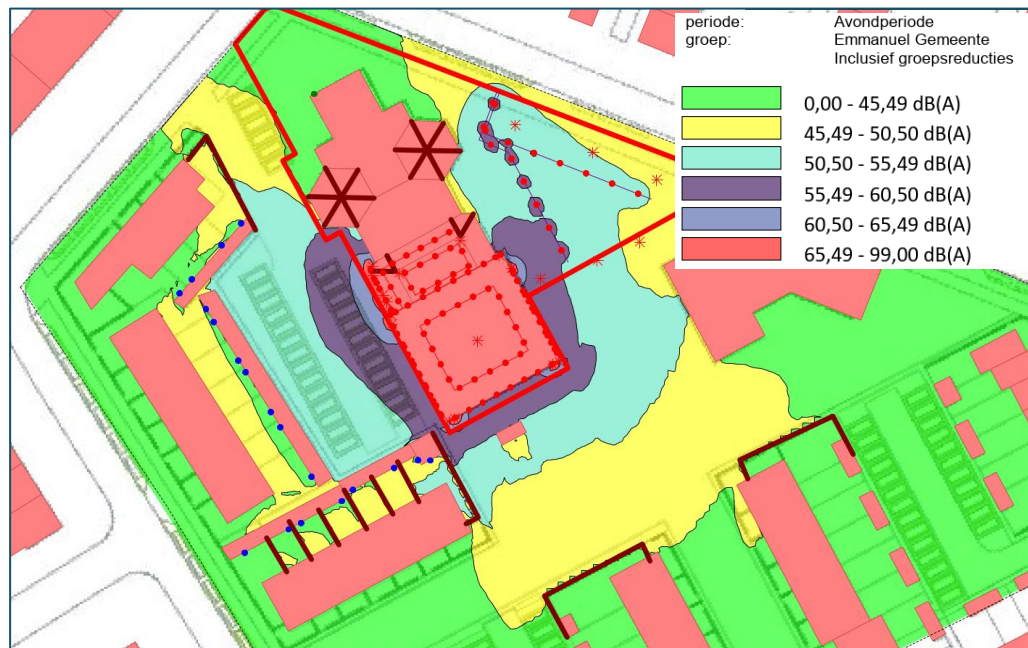 periode: Avondperiode
groep: Emmanuel Gemeente
Inclusief groepsreducties
0,00 - 45,49 dB(A)
45,49 - 50,50 dB(A)
50,50 - 55,49 dB(A)
55,49 - 60,50 dB(A)
60,50 - 65,49 dB(A)
65,49 - 99,00 dB(A)